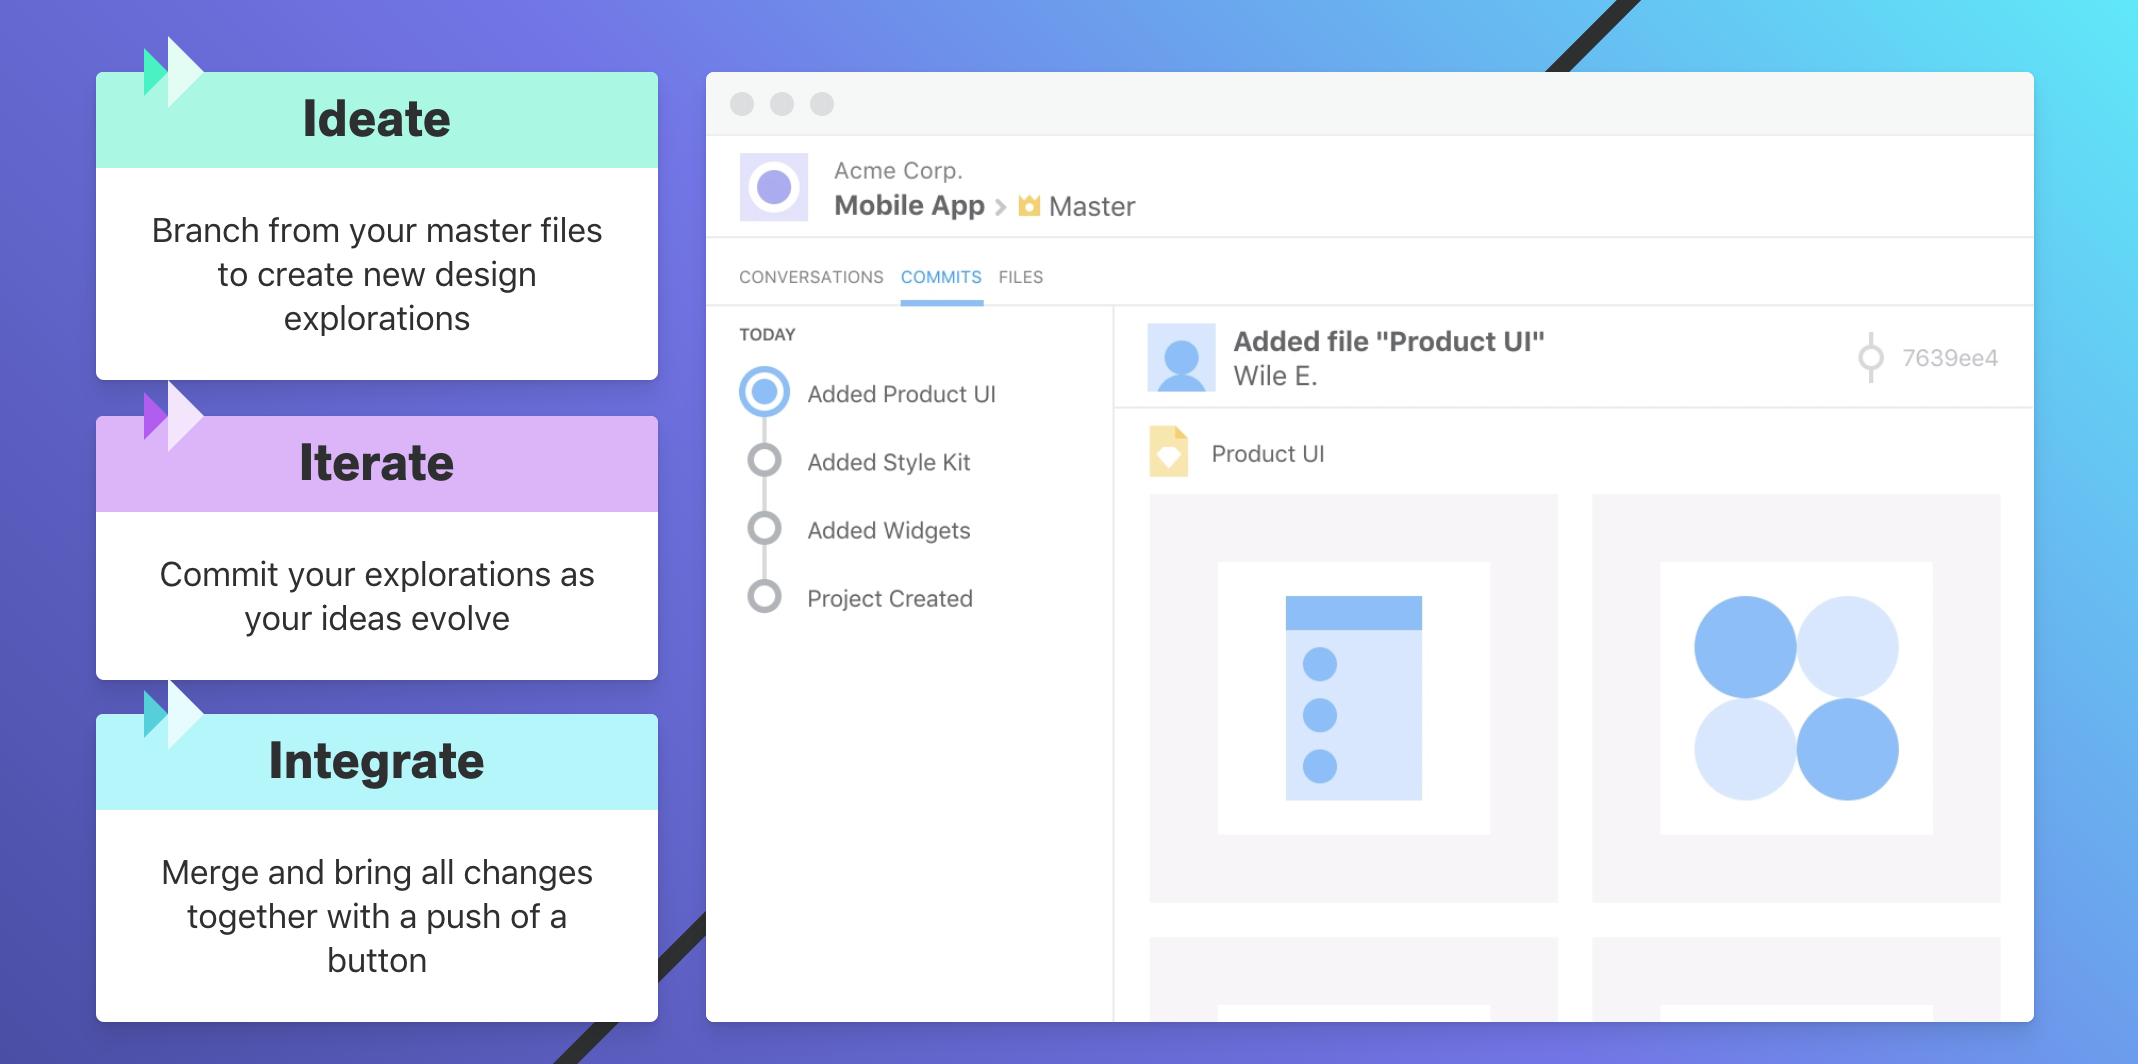 Ideate
Branch from your master files
to create new design
explorations
Iterate
Commit your explorations as
your ideas evolve
Integrate
Merge and bring all changes
together with a push of a
button
Acme Corp.
Mobile App > Master
CONVERSATIONS COMMITS FILES
TODAY
Added Product UI
Added Style Kit
Added Widgets
Project Created
Added file "Product UI"
Wile E.
7639ee4
Product UI